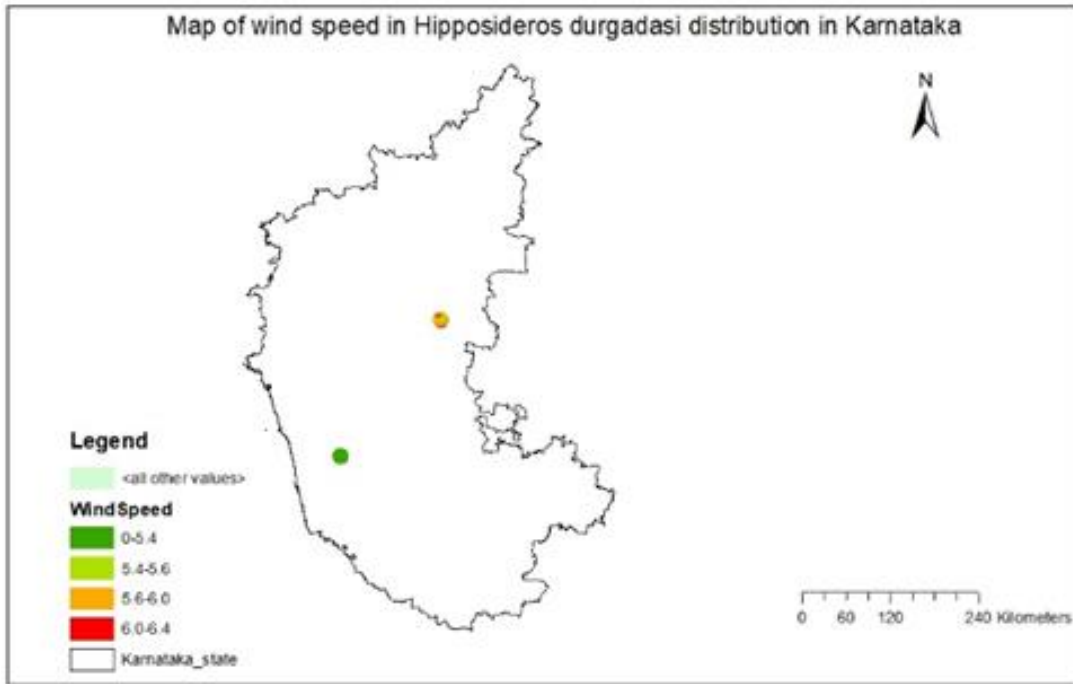 Map of wind speed in Hipposideros durgadasi distribution in Karnataka
N
Legend
<all other values>
WindSpeed
0-5.4
5.4-5.6
5.6-6.0
6.0-6.4
Karnataka_state
0 60 120 240 Kilometers